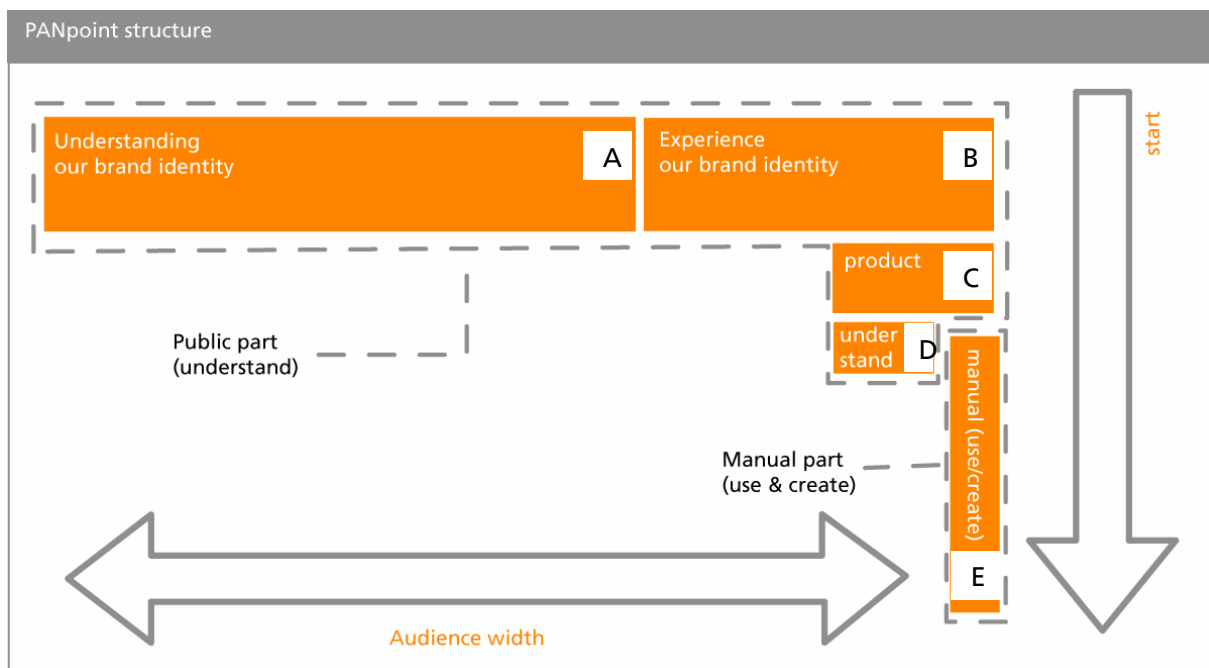 PANpoint structure
start
Understanding
our brand identity
A
Experience
our brand identity
B
product
C
Public part
(understand)
under
stand
D
manual (use/create)
Manual part
(use & create)
E
Audience width